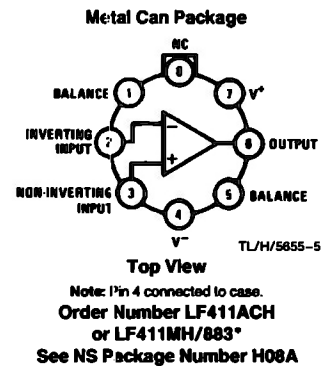 Metal Can Package
NC
8
BALANCE 1
7 V+
INVERTING INPUT 2
−
6 OUTPUT
+
NON-INVERTING INPUT 3
5 BALANCE
4
V−
TL/H/5655-5
Top View
Note: Pin 4 connected to case.
Order Number LF411ACH
or LF411MH/883*
See NS Package Number H08A